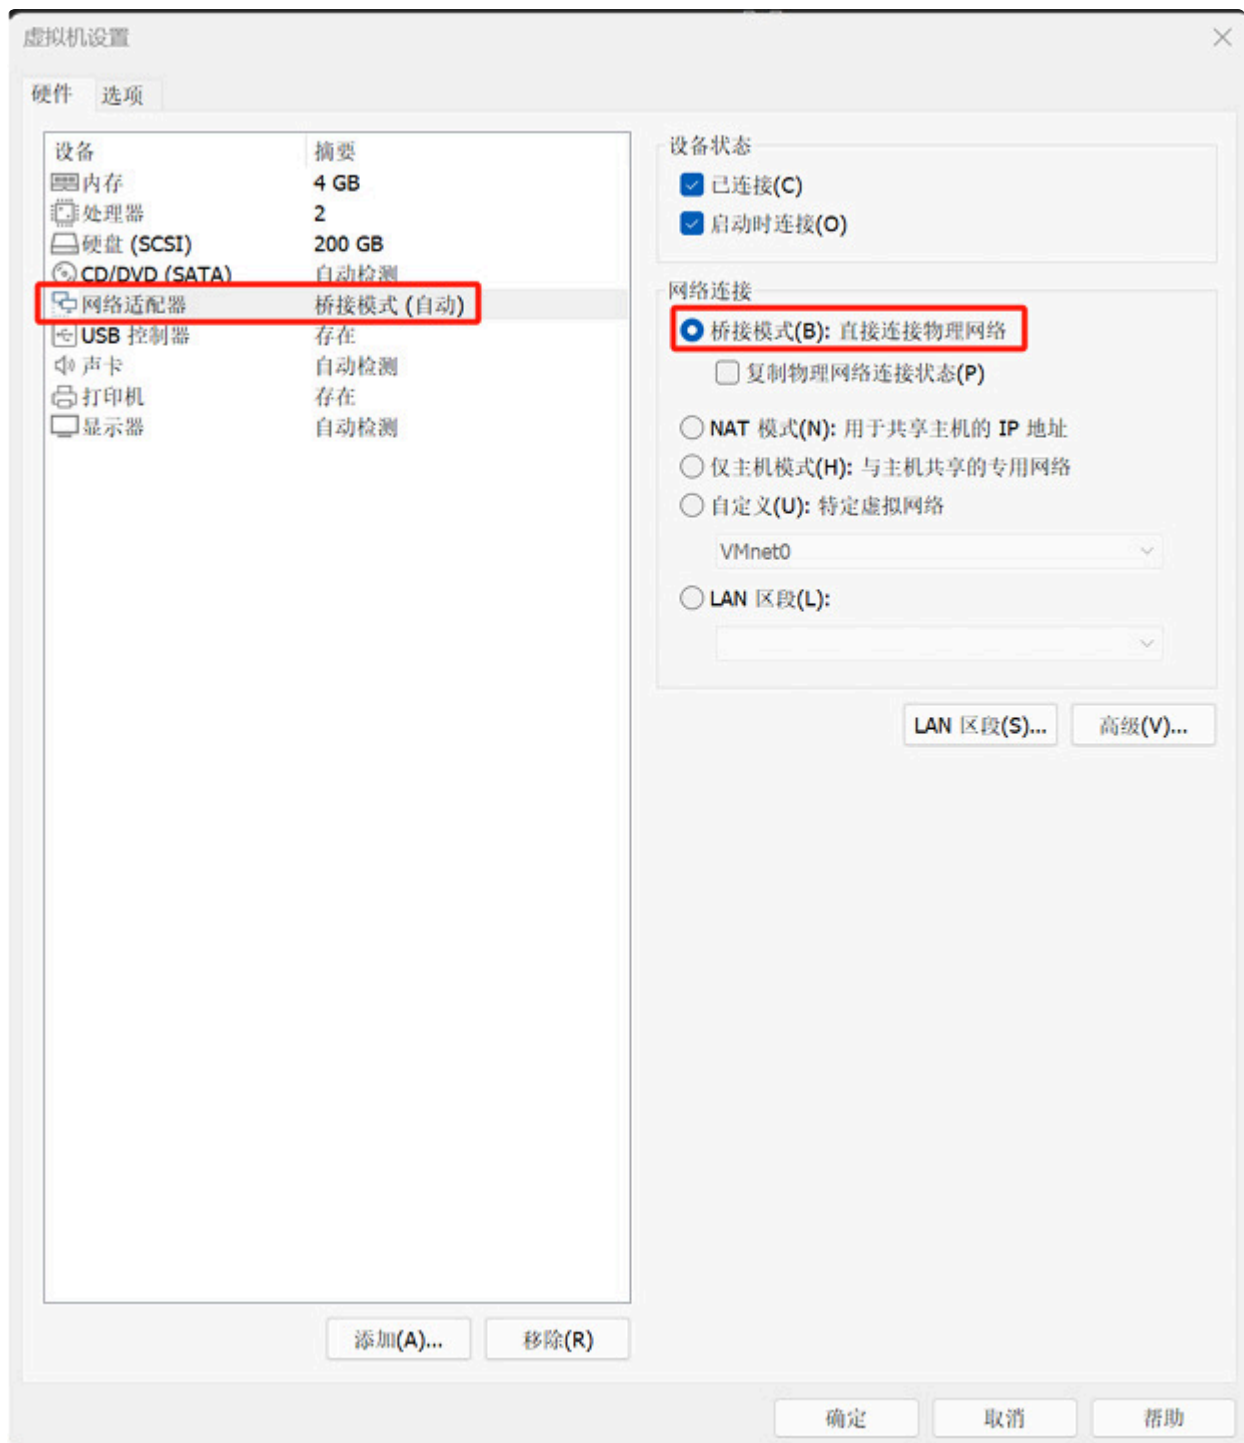 虚拟机设置
硬件 选项
设备 摘要
内存 4 GB
处理器 2
硬盘 (SCSI) 200 GB
CD/DVD (SATA) 自动检测
网络适配器 桥接模式 (自动)
USB 控制器 存在
声卡 自动检测
打印机 存在
显示器 自动检测
添加(A)... 移除(R)
设备状态
已连接(C)
启动时连接(O)
网络连接
桥接模式(B): 直接连接物理网络
复制物理网络连接状态(P)
NAT 模式(N): 用于共享主机的 IP 地址
仅主机模式(H): 与主机共享的专用网络
自定义(U): 特定虚拟网络
VMnet0
LAN 区段(L):
LAN 区段(S)... 高级(V)...
确定 取消 帮助